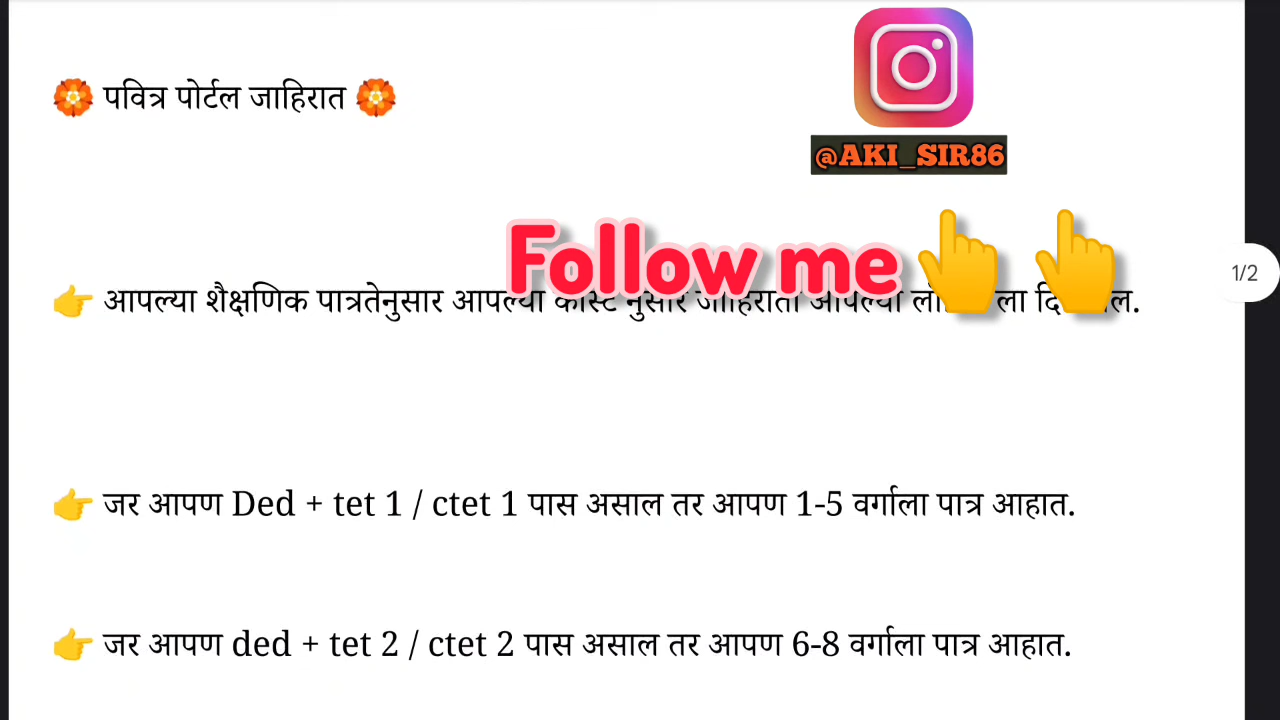 पवित्र पोर्टल जाहिरात
@AKI_SIR86
Follow me
1/2
👉 आपल्या शैक्षणिक पात्रतेनुसार आपल्या कास्ट नुसार जाहिराती आपल्या
👉 जर आपण Ded + tet 1 / ctet 1 पास असाल तर आपण 1-5 वर्गाला पात्र आहात.
👉 जर आपण ded + tet 2 / ctet 2 पास असाल तर आपण 6-8 वर्गाला पात्र आहात.